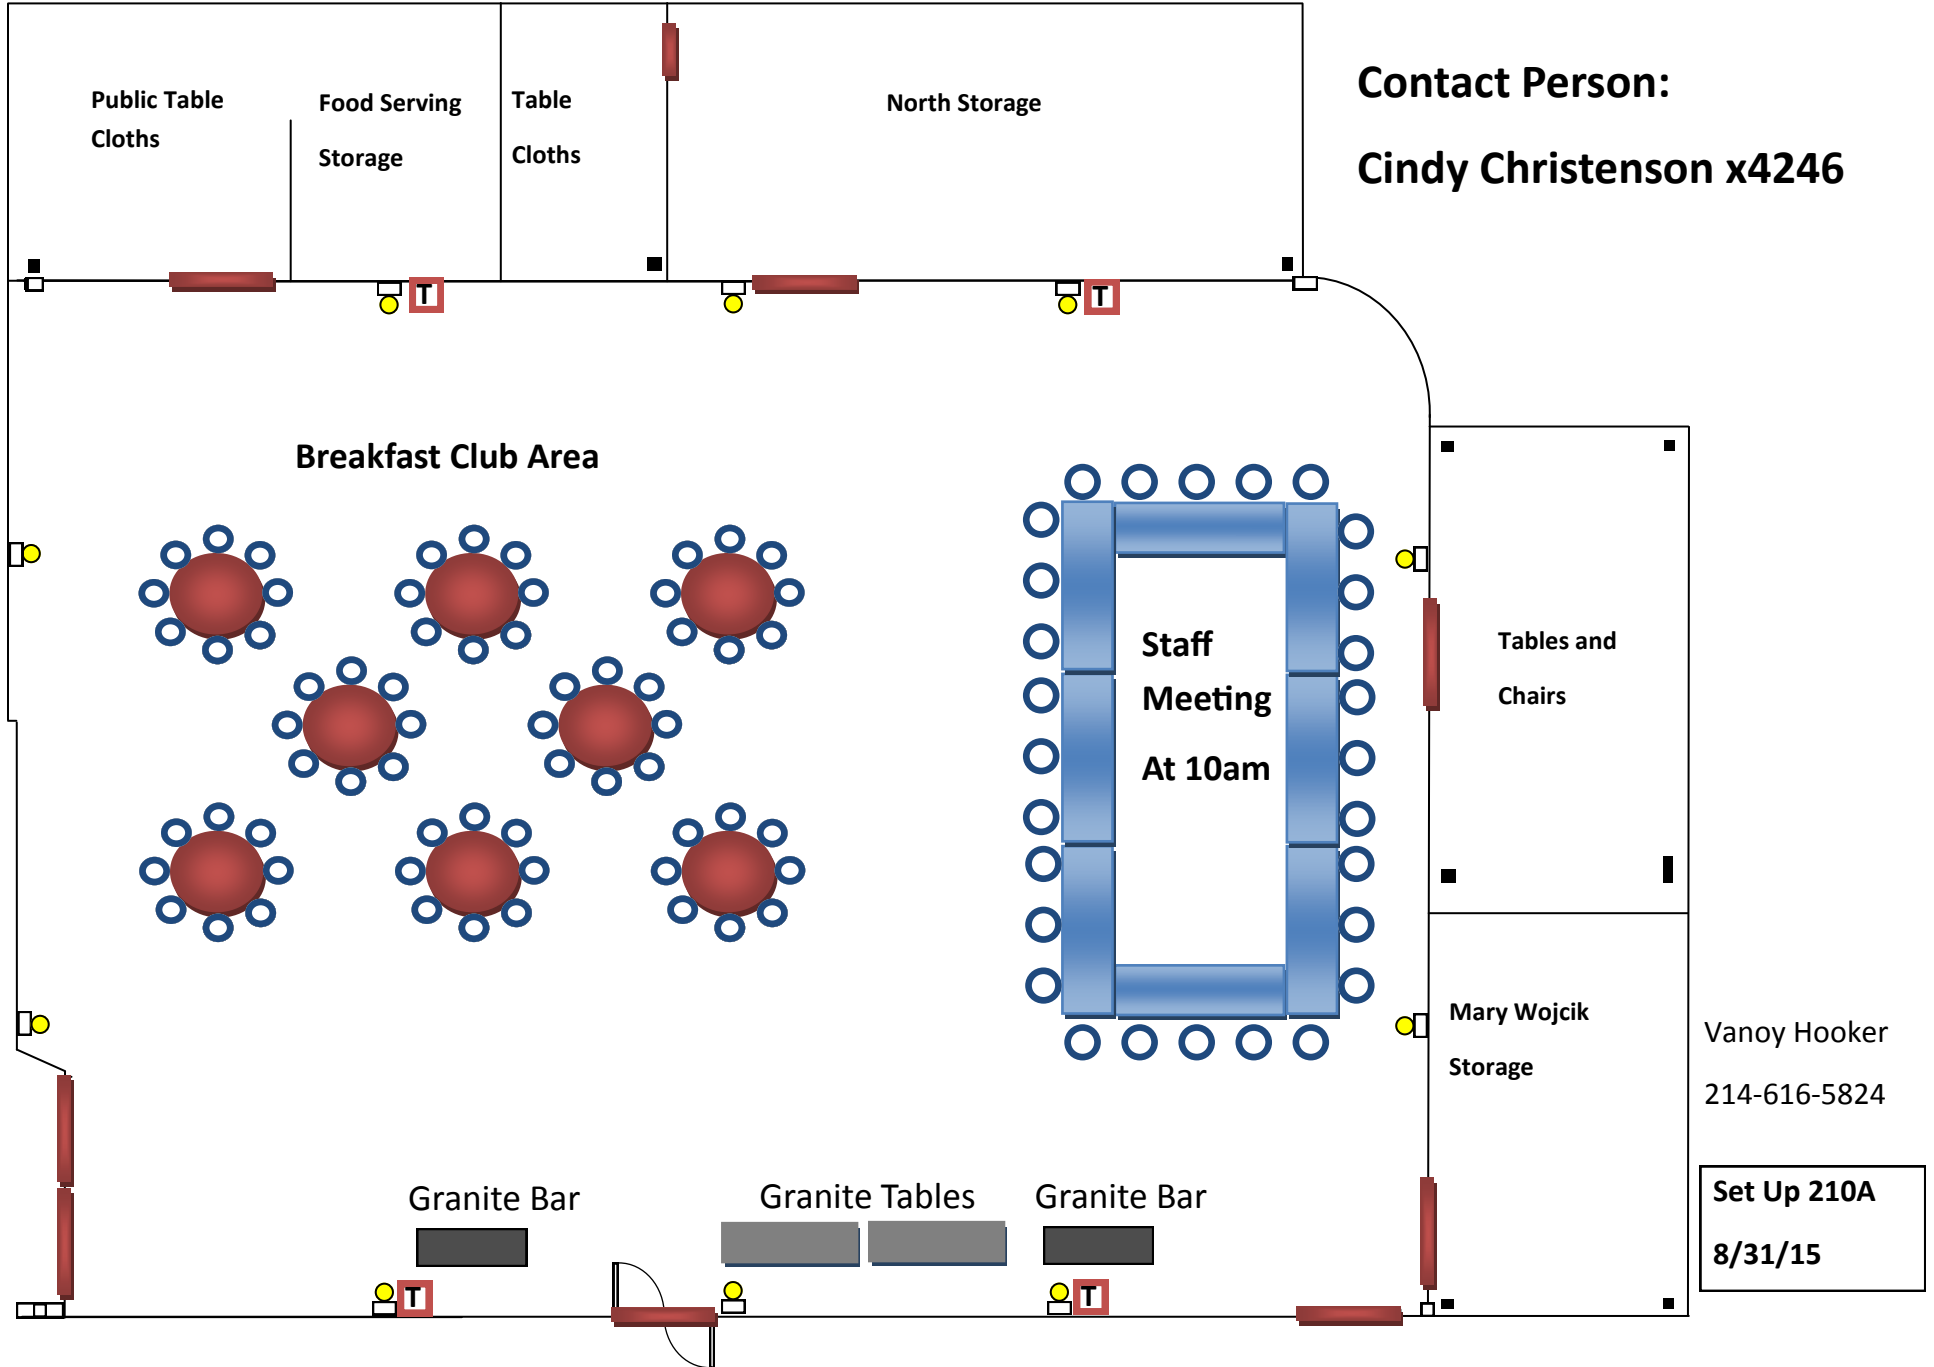 Public Table
Cloths
Food Serving
Storage
Table
Cloths
North Storage
Contact Person:
Cindy Christenson x4246
T
T
Breakfast Club Area
Staff
Meeting
At 10am
Tables and
Chairs
Mary Wojcik
Storage
Vanoy Hooker
214-616-5824
Granite Bar
Granite Tables
Granite Bar
Set Up 210A
8/31/15
T
T